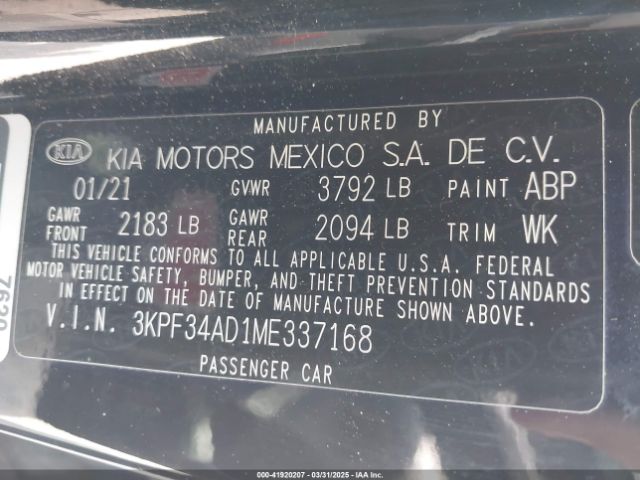 MANUFACTURED BY
KIA KIA MOTORS MEXICO S.A. DE C.V.
01/21 GVWR 3792 LB PAINT ABP
GAWR FRONT 2183 LB GAWR REAR 2094 LB TRIM WK
THIS VEHICLE CONFORMS TO ALL APPLICABLE U.S.A. FEDERAL
MOTOR VEHICLE SAFETY, BUMPER, AND THEFT PREVENTION STANDARDS
IN EFFECT ON THE DATE OF MANUFACTURE SHOWN ABOVE.
V.I.N. 3KPF34AD1ME337168
PASSENGER CAR
000-41920207 - 03/31/2025 - IAA Inc.